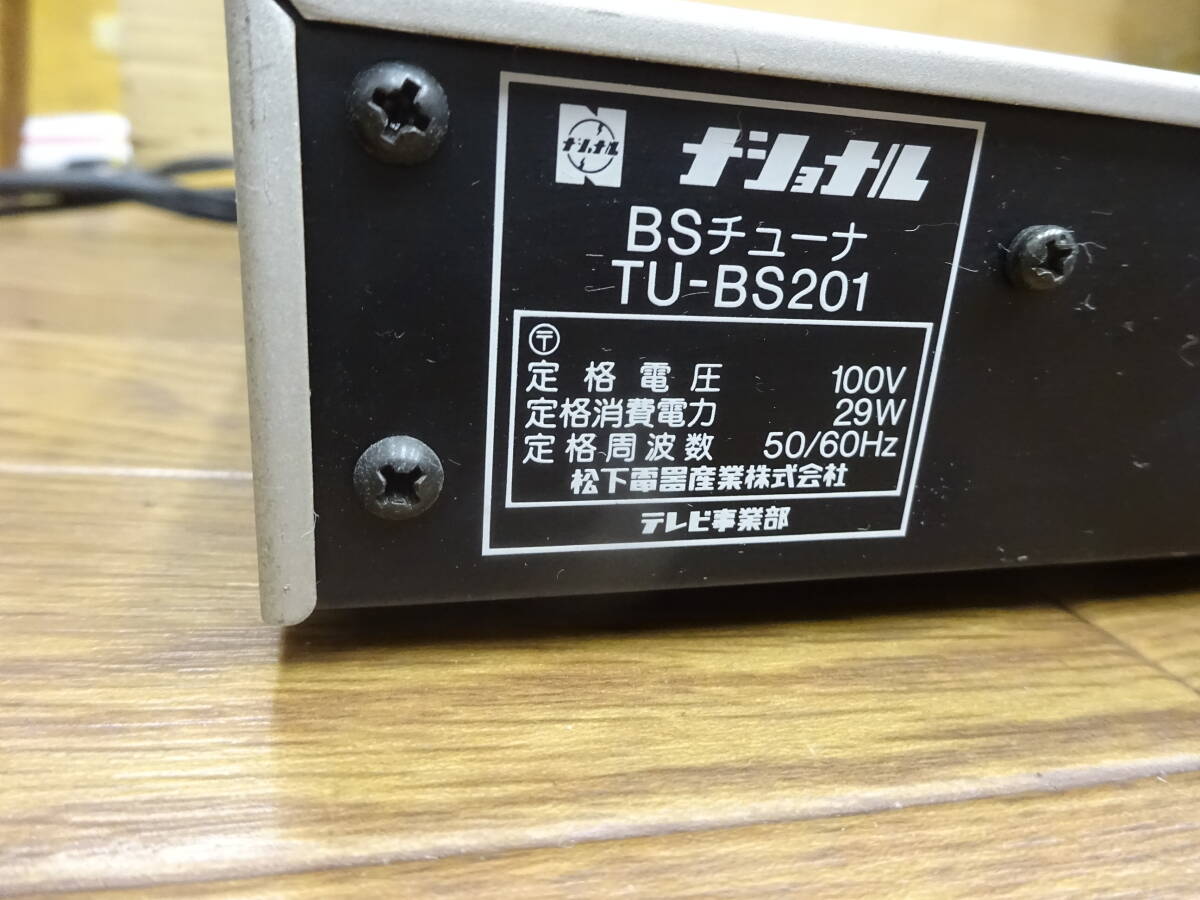 ナショナル ナショナル
BSチューナ
TU-BS201
〒
定格電圧 100V
定格消費電力 29W
定格周波数 50/60Hz
松下電器産業株式会社
テレビ事業部